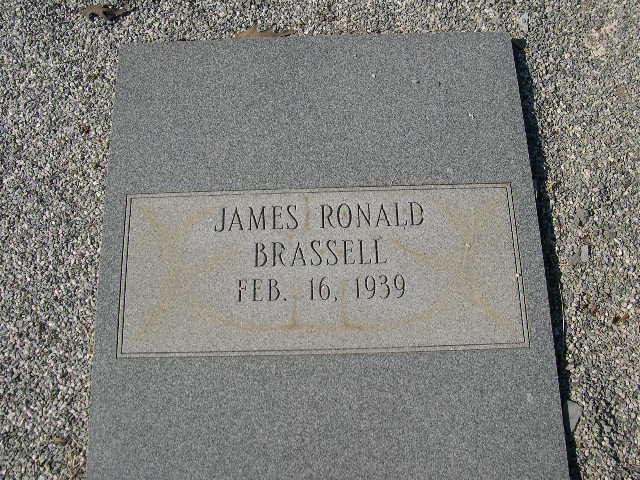 JAMES RONALD
BRASSELL
FEB. 16, 1939